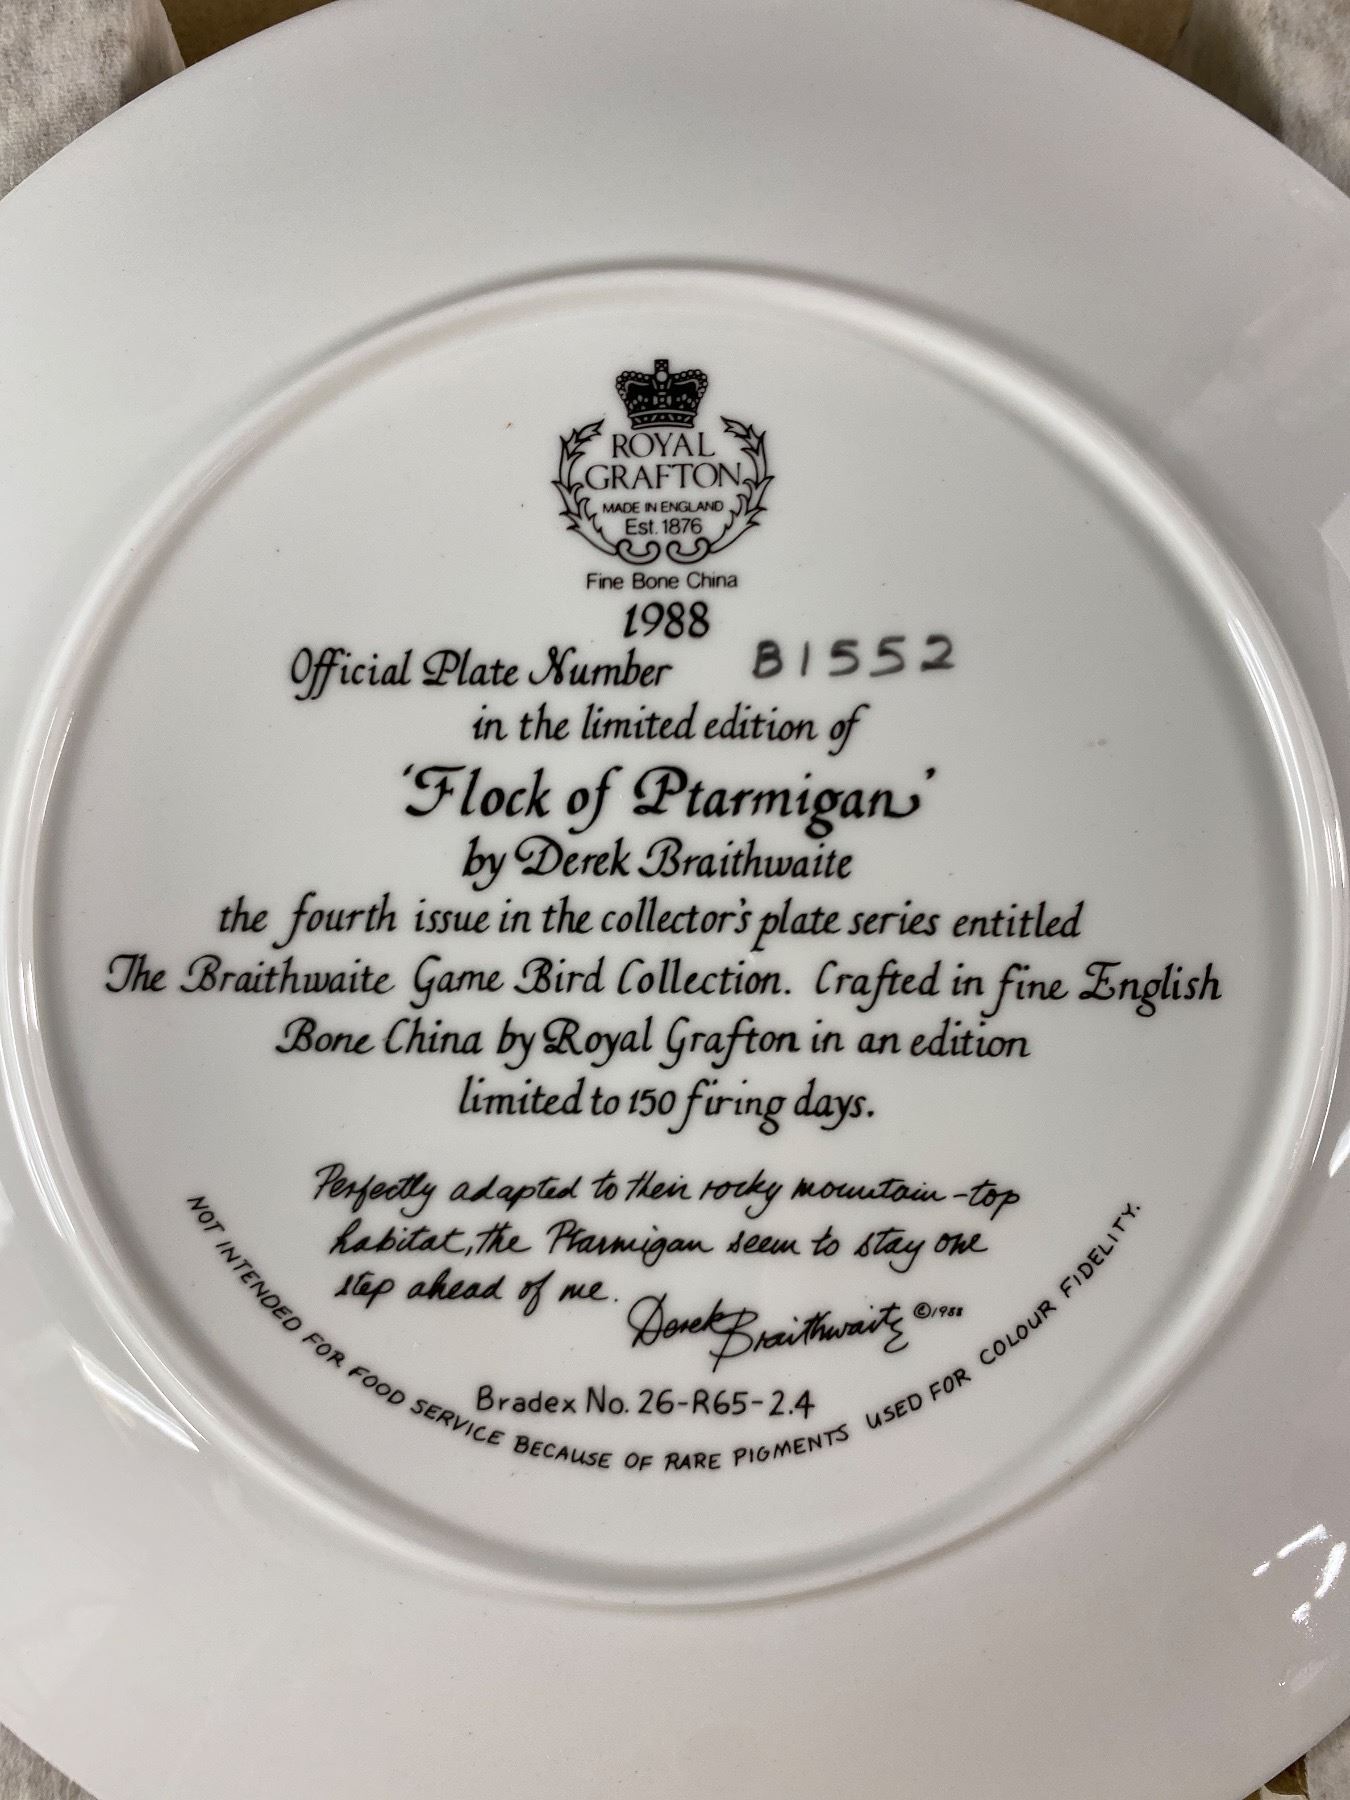 ROYAL
GRAFTON
MADE IN ENGLAND
Est. 1876
Fine Bone China
1988
Official Plate Number B1552
in the limited edition of
'Flock of Ptarmigan'
by Derek Braithwaite
the fourth issue in the collector's plate series entitled
The Braithwaite Game Bird Collection. Crafted in fine English
Bone China by Royal Grafton in an edition
limited to 150 firing days.
Perfectly adapted to their rocky mountain-top
habitat, the Ptarmigan seem to stay one
step ahead of me.
Derek Braithwaite ©1988
Bradex No. 26-R65-2.4
NOT INTENDED FOR FOOD SERVICE BECAUSE OF RARE PIGMENTS USED FOR COLOUR FIDELITY.